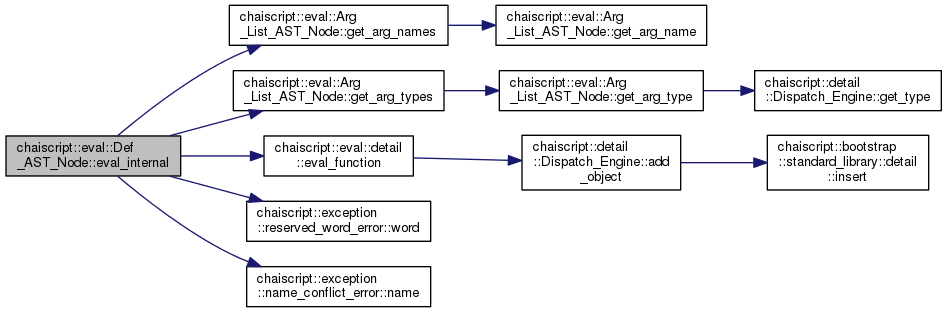 chaiscript::eval::Def
_AST_Node::eval_internal
chaiscript::eval::Arg
_List_AST_Node::get_arg_names
chaiscript::eval::Arg
_List_AST_Node::get_arg_name
chaiscript::eval::Arg
_List_AST_Node::get_arg_types
chaiscript::eval::Arg
_List_AST_Node::get_arg_type
chaiscript::detail
::Dispatch_Engine::get_type
chaiscript::eval::detail
::eval_function
chaiscript::detail
::Dispatch_Engine::add
_object
chaiscript::bootstrap
::standard_library::detail
::insert
chaiscript::exception
::reserved_word_error::word
chaiscript::exception
::name_conflict_error::name